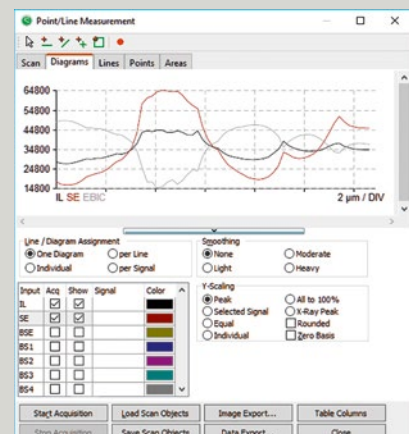 Point/Line Measurement
Scan Diagrams Lines Points Areas
64800
54800
44800
34800
24800
14800
IL SE EBIC 2 µm / DIV
Line / Diagram Assignment
One Diagram per Line
Individual per Signal
Smoothing
None Moderate
Light Heavy
Y-Scaling
Peak All to 100%
Selected Signal X-Ray Peak
Equal Rounded
Individual Zero Basis
Input Acq Show Signal Color
IL
SE
BSE
BS1
BS2
BS3
BS4
Start Acquisition Load Scan Objects Image Export... Table Columns
Stop Acquisition Save Scan Objects Data Export... Close